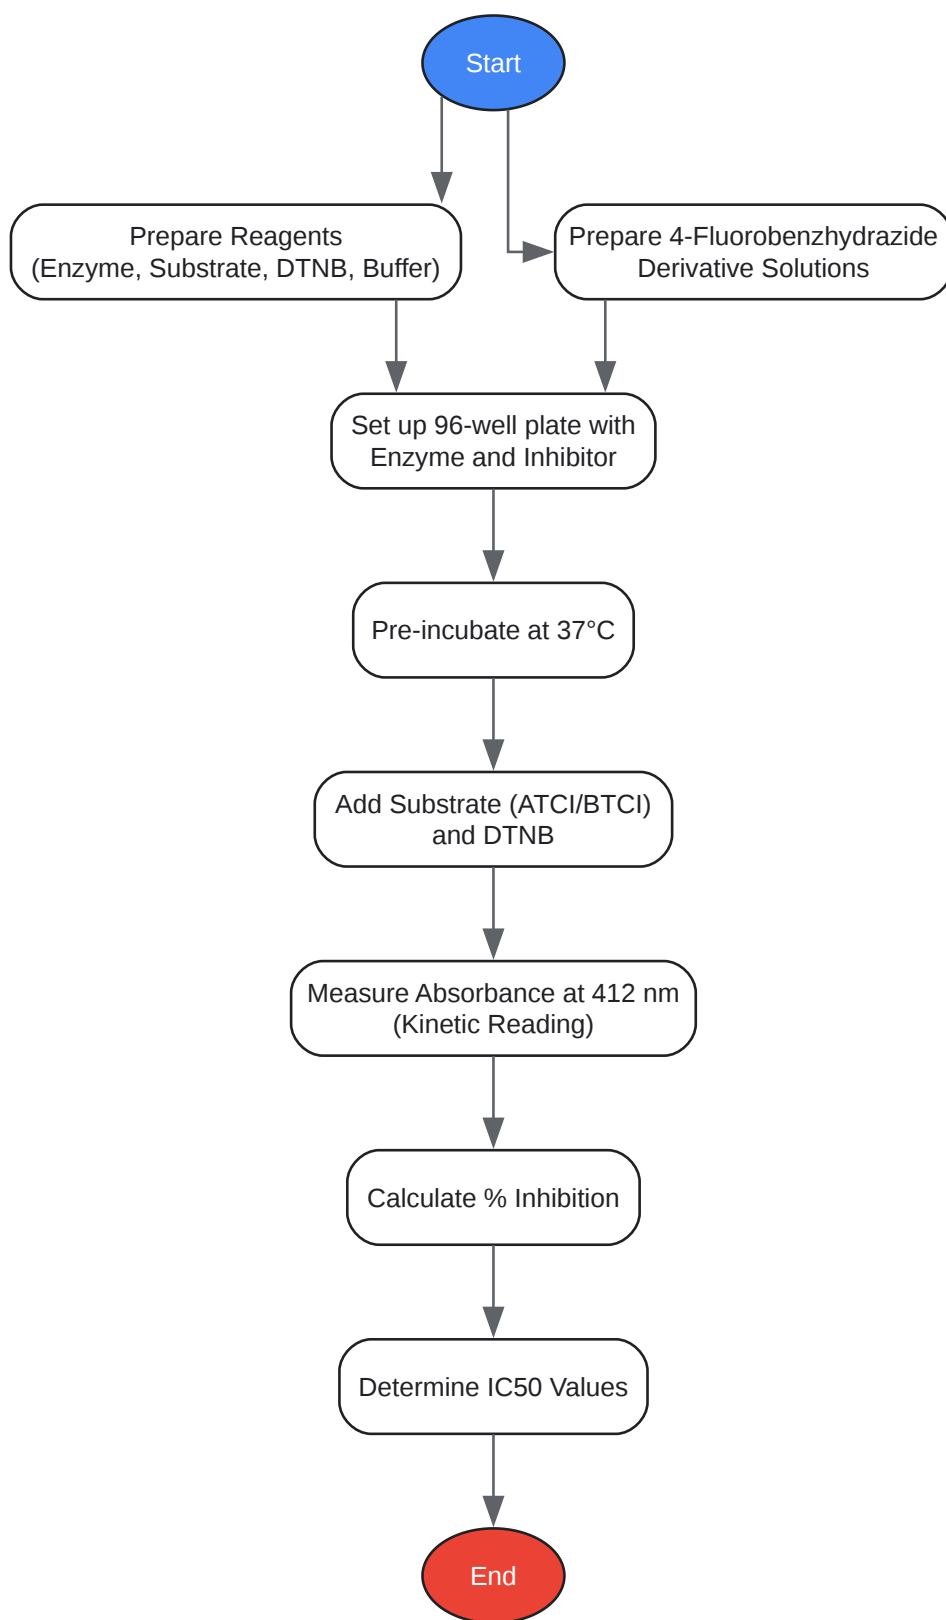 Start
Prepare Reagents
(Enzyme, Substrate, DTNB, Buffer)
Prepare 4-Fluorobenzhydrazide
Derivative Solutions
Set up 96-well plate with
Enzyme and Inhibitor
Pre-incubate at 37°C
Add Substrate (ATCI/BTCI)
and DTNB
Measure Absorbance at 412 nm
(Kinetic Reading)
Calculate % Inhibition
Determine IC50 Values
End